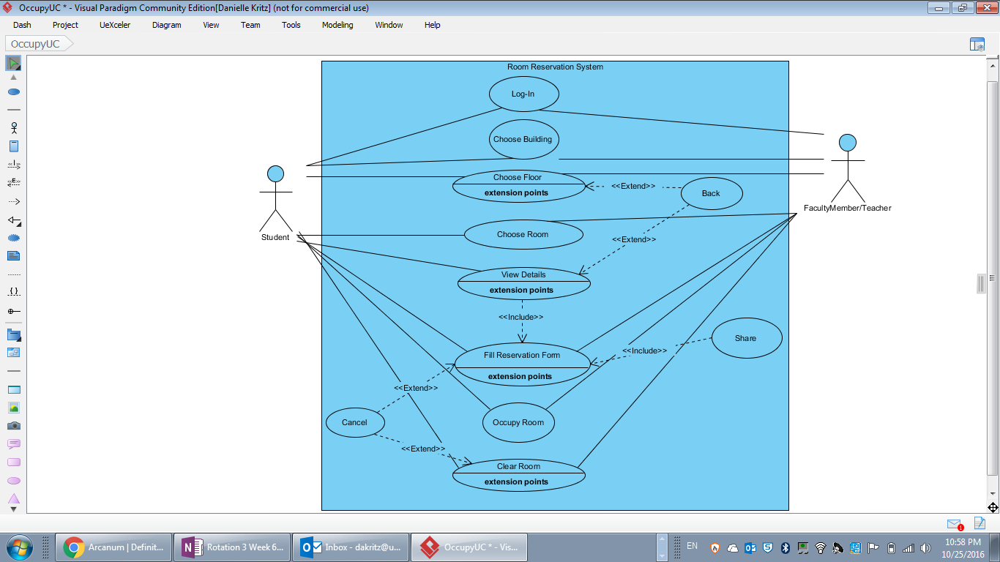 OccupyUC * - Visual Paradigm Community Edition[Danielle Kritz] (not for commercial use)
Dash Project UeXceler Diagram View Team Tools Modeling Window Help
OccupyUC
Room Reservation System
Log-In
Choose Building
Choose Floor
extension points
<<Extend>>
Back
FacultyMember/Teacher
Student
Choose Room
<<Extend>>
View Details
extension points
<<Include>>
Share
Fill Reservation Form
<<Include>>
extension points
<<Extend>>
Cancel
Occupy Room
<<Extend>>
Clear Room
extension points
Arcanum | Definit... Rotation 3 Week 6... Inbox - dakritz@u... OccupyUC * - Vis...
EN
10:58 PM
10/25/2016